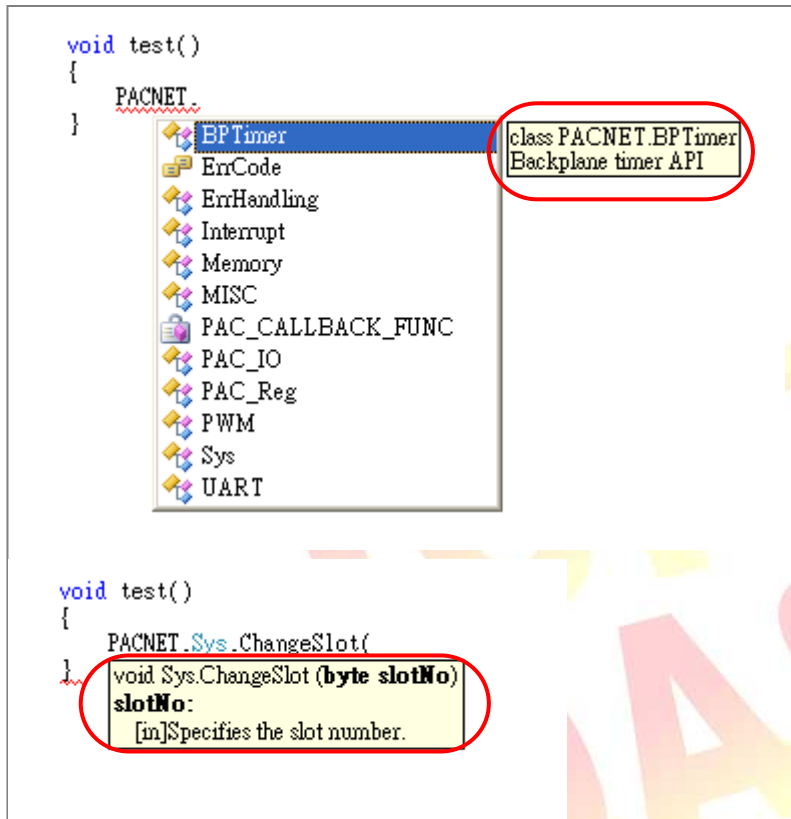 void test()
{
PACNET.
}
BPTimer
class PACNET.BPTimer
Backplane timer API
ErrCode
ErrHandling
Interrupt
Memory
MISC
PAC_CALLBACK_FUNC
PAC_IO
PAC_Reg
PWM
Sys
UART
void test()
{
PACNET.Sys.ChangeSlot(
}
void Sys.ChangeSlot (byte slotNo)
slotNo:
[in]Specifies the slot number.